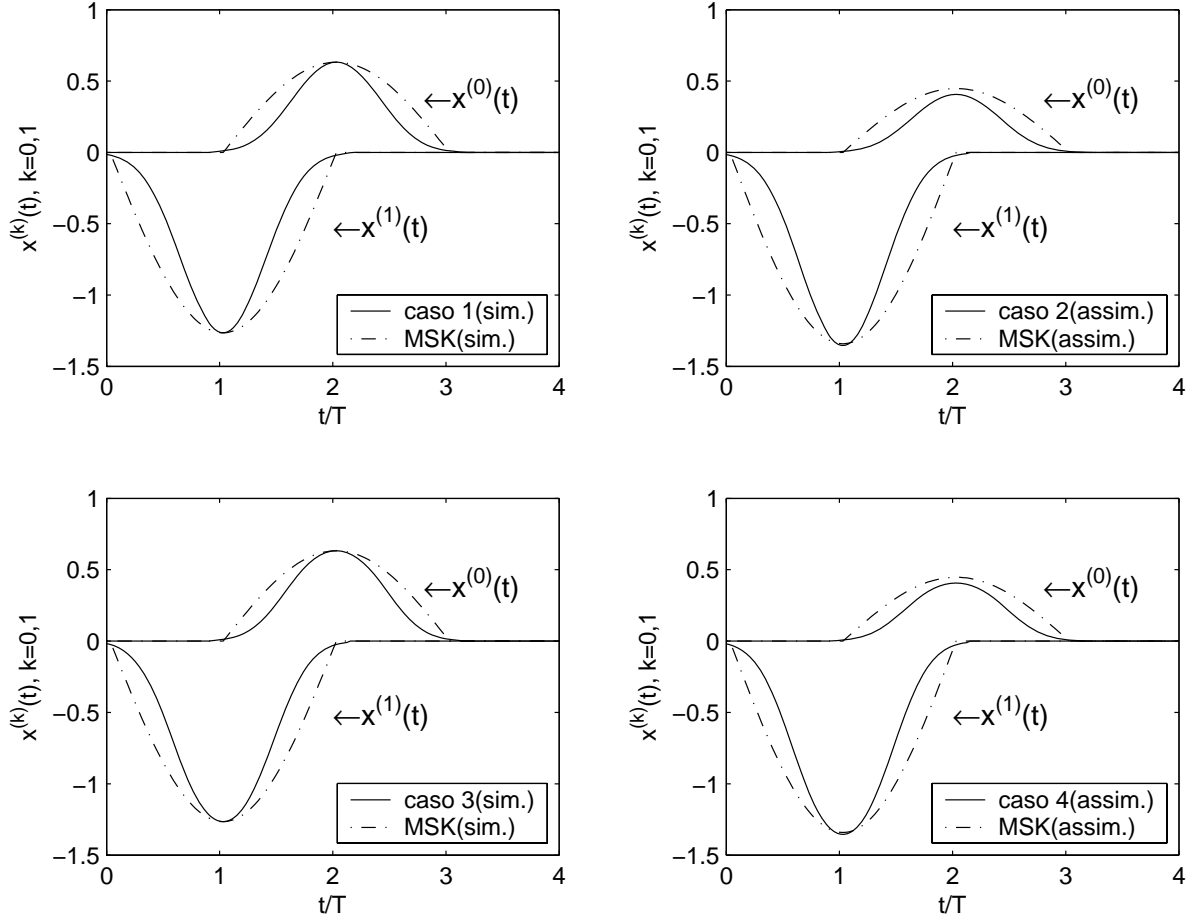 1
0.5
0
−0.5
−1
−1.5
0
1
2
3
4
x(k)(t), k=0,1
t/T
←x(0)(t)
←x(1)(t)
caso 1(sim.)
MSK(sim.)
1
0.5
0
−0.5
−1
−1.5
0
1
2
3
4
x(k)(t), k=0,1
t/T
←x(0)(t)
←x(1)(t)
caso 2(assim.)
MSK(assim.)
1
0.5
0
−0.5
−1
−1.5
0
1
2
3
4
x(k)(t), k=0,1
t/T
←x(0)(t)
←x(1)(t)
caso 3(sim.)
MSK(sim.)
1
0.5
0
−0.5
−1
−1.5
0
1
2
3
4
x(k)(t), k=0,1
t/T
←x(0)(t)
←x(1)(t)
caso 4(assim.)
MSK(assim.)